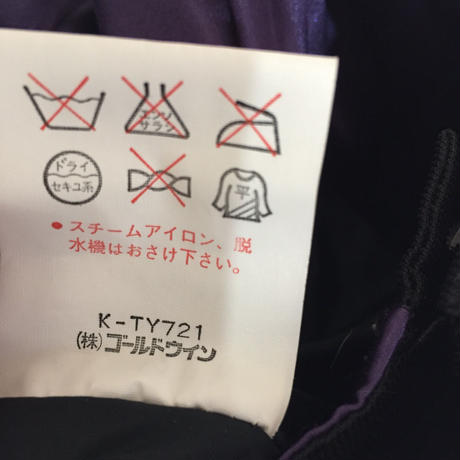 エンソ
サラシ
ドライ
セキユ系
平
・スチームアイロン、脱
水機はおさけ下さい。
K-TY721
(株)ゴールドウイン